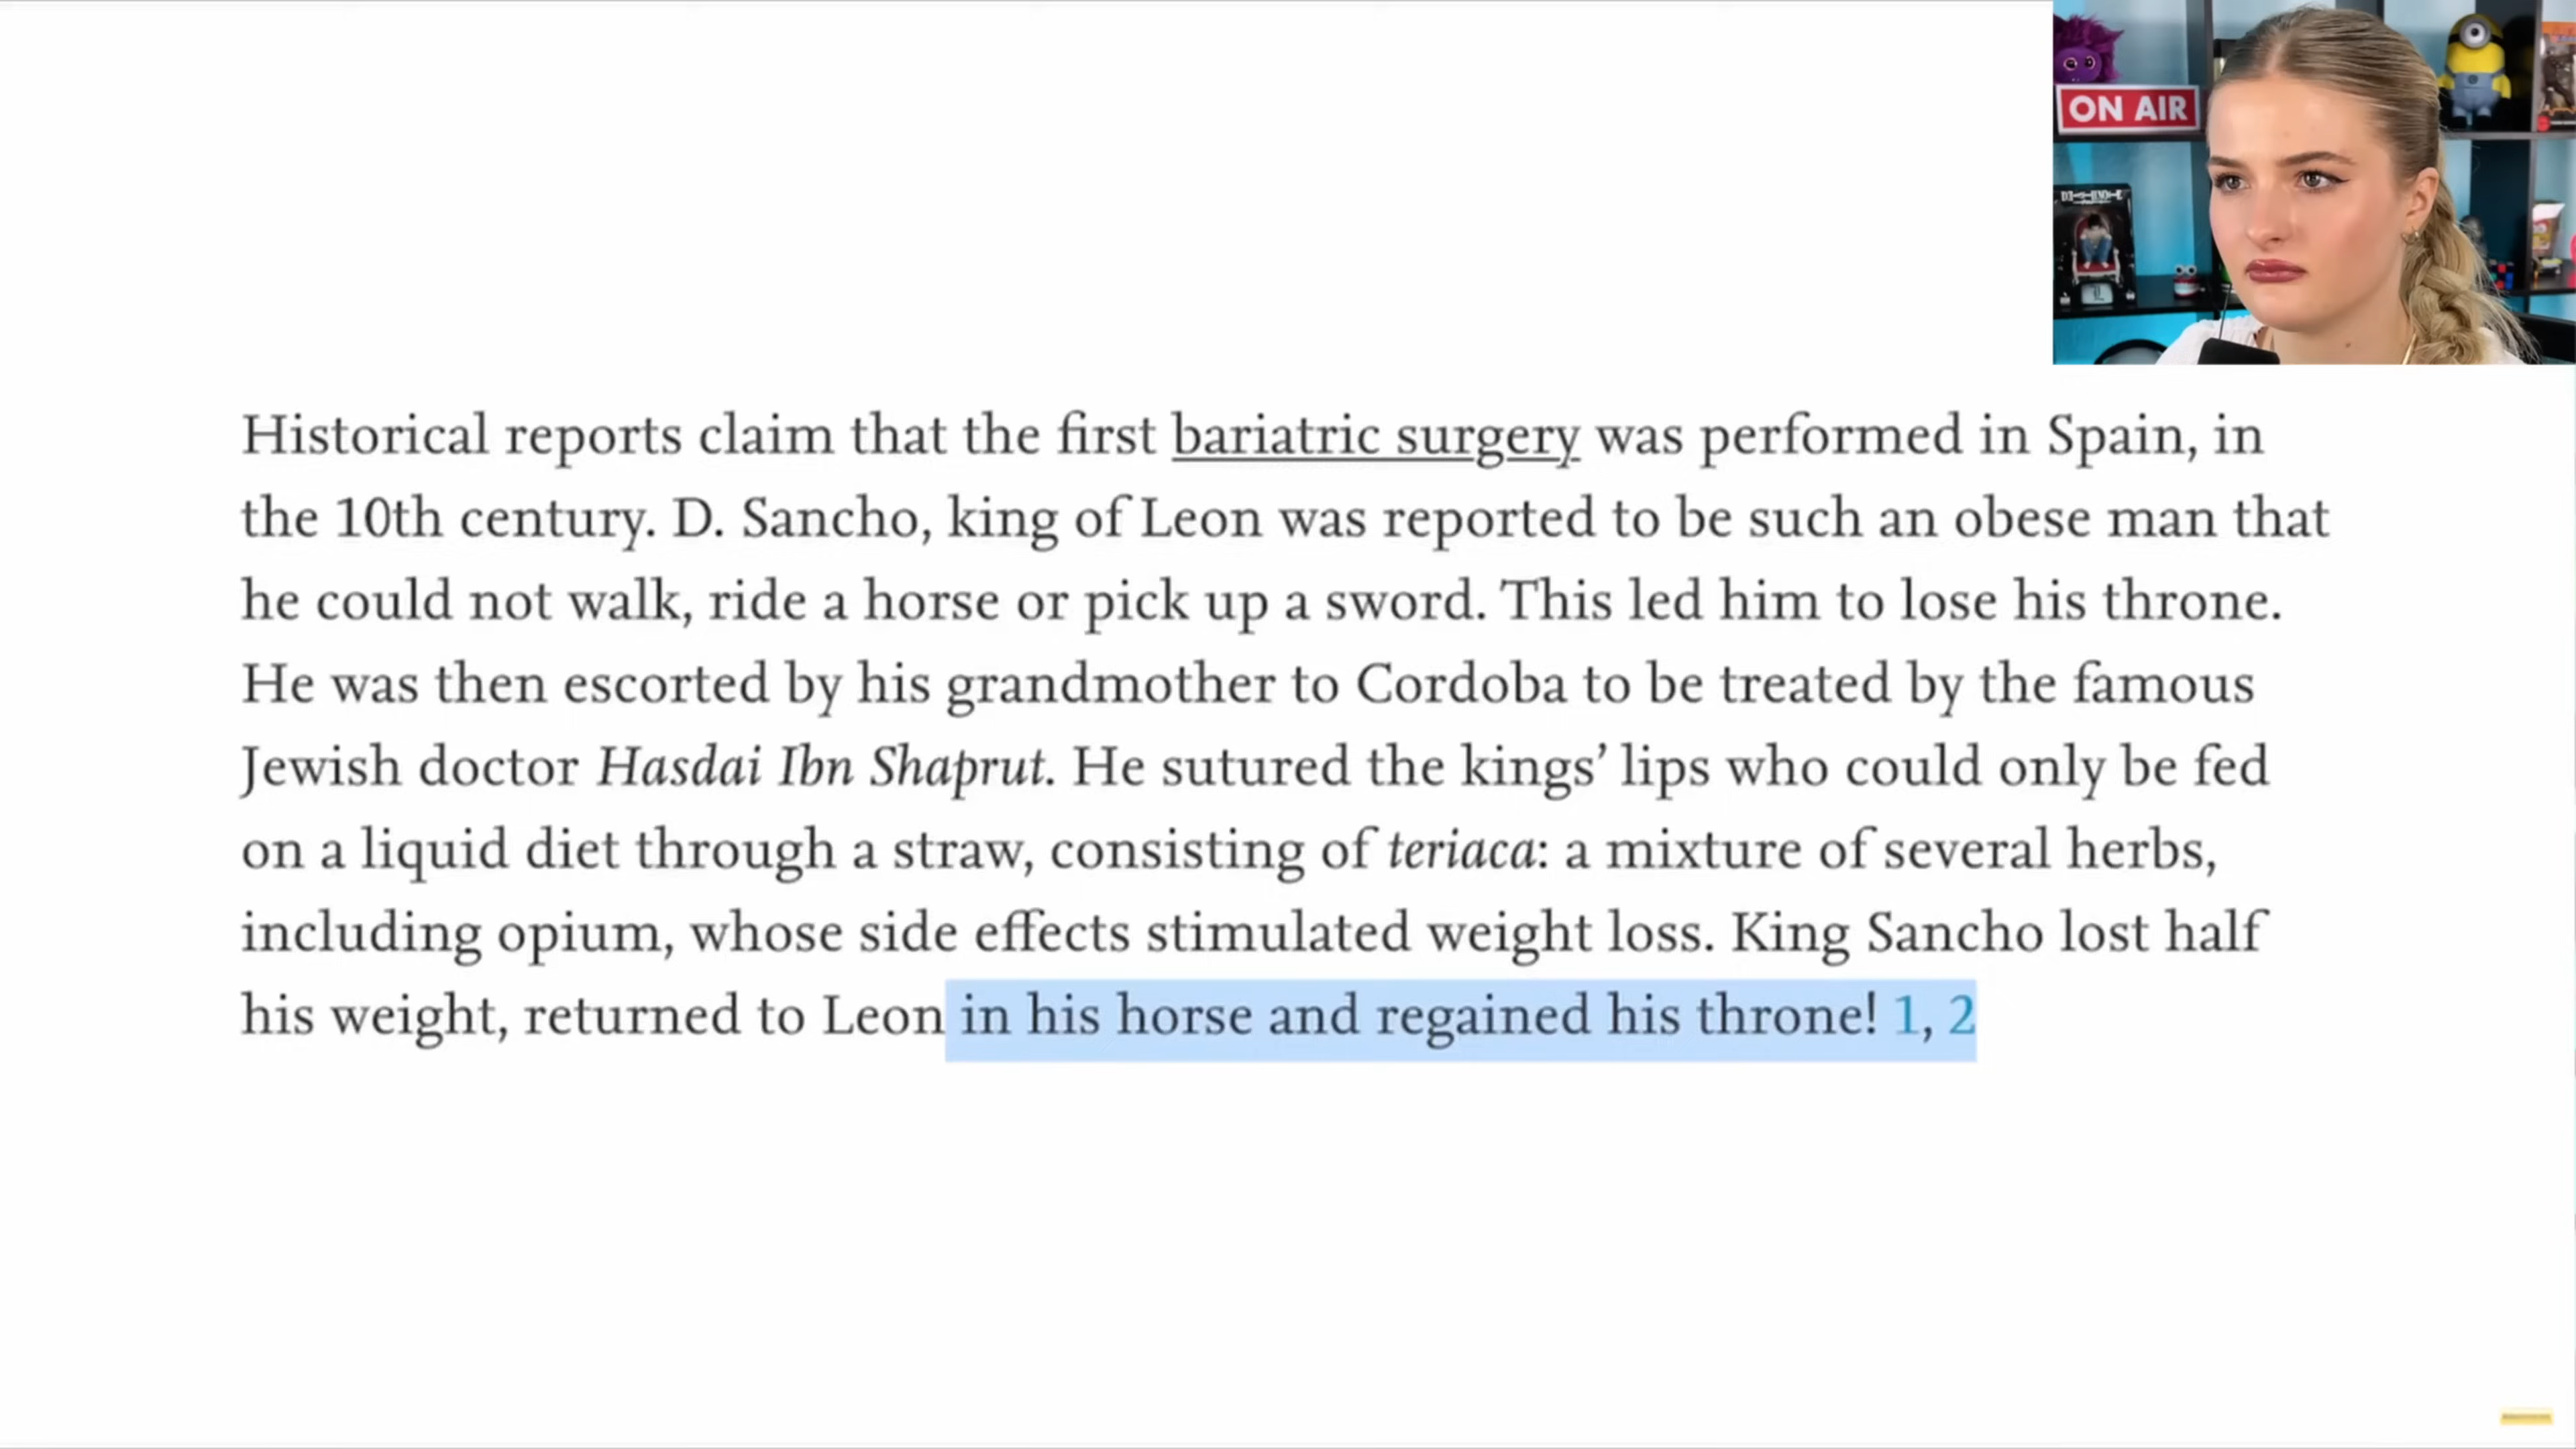 ON AIR
Historical reports claim that the first bariatric surgery was performed in Spain, in
the 10th century. D. Sancho, king of Leon was reported to be such an obese man that
he could not walk, ride a horse or pick up a sword. This led him to lose his throne.
He was then escorted by his grandmother to Cordoba to be treated by the famous
Jewish doctor Hasdai Ibn Shaprut. He sutured the kings’ lips who could only be fed
on a liquid diet through a straw, consisting of teriaca: a mixture of several herbs,
including opium, whose side effects stimulated weight loss. King Sancho lost half
his weight, returned to Leon in his horse and regained his throne! 1, 2